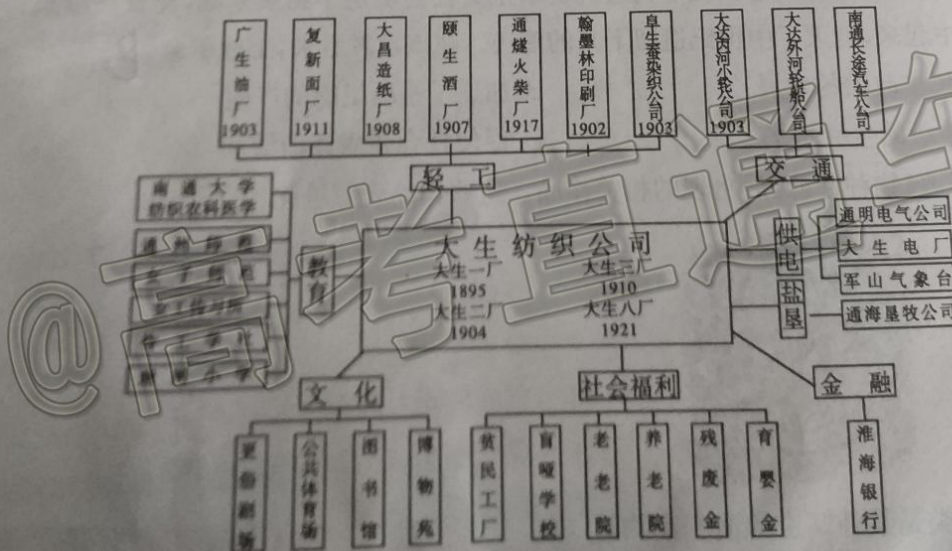 广生油厂
1903
复新面厂
1911
大昌造纸厂
1908
颐生酒厂
1907
通燧火柴厂
1917
翰墨林印刷厂
1902
阜生蚕染织公司
1903
大达内河小轮公司
1903
大达外河轮船公司
南通长途汽车公司
轻工
交通
南通大学
纺织农科医学
教育
大生纺织公司
大生一厂
1895
大生二厂
1904
大生三厂
1910
大生八厂
1921
供电
通明电气公司
大生电厂
军山气象台
盐垦
通海垦牧公司
文化
社会福利
金融
公共体育场
图书馆
博物苑
贫民工厂
盲哑学校
老老院
养老院
残废金
育婴金
淮海银行
@高考直通车